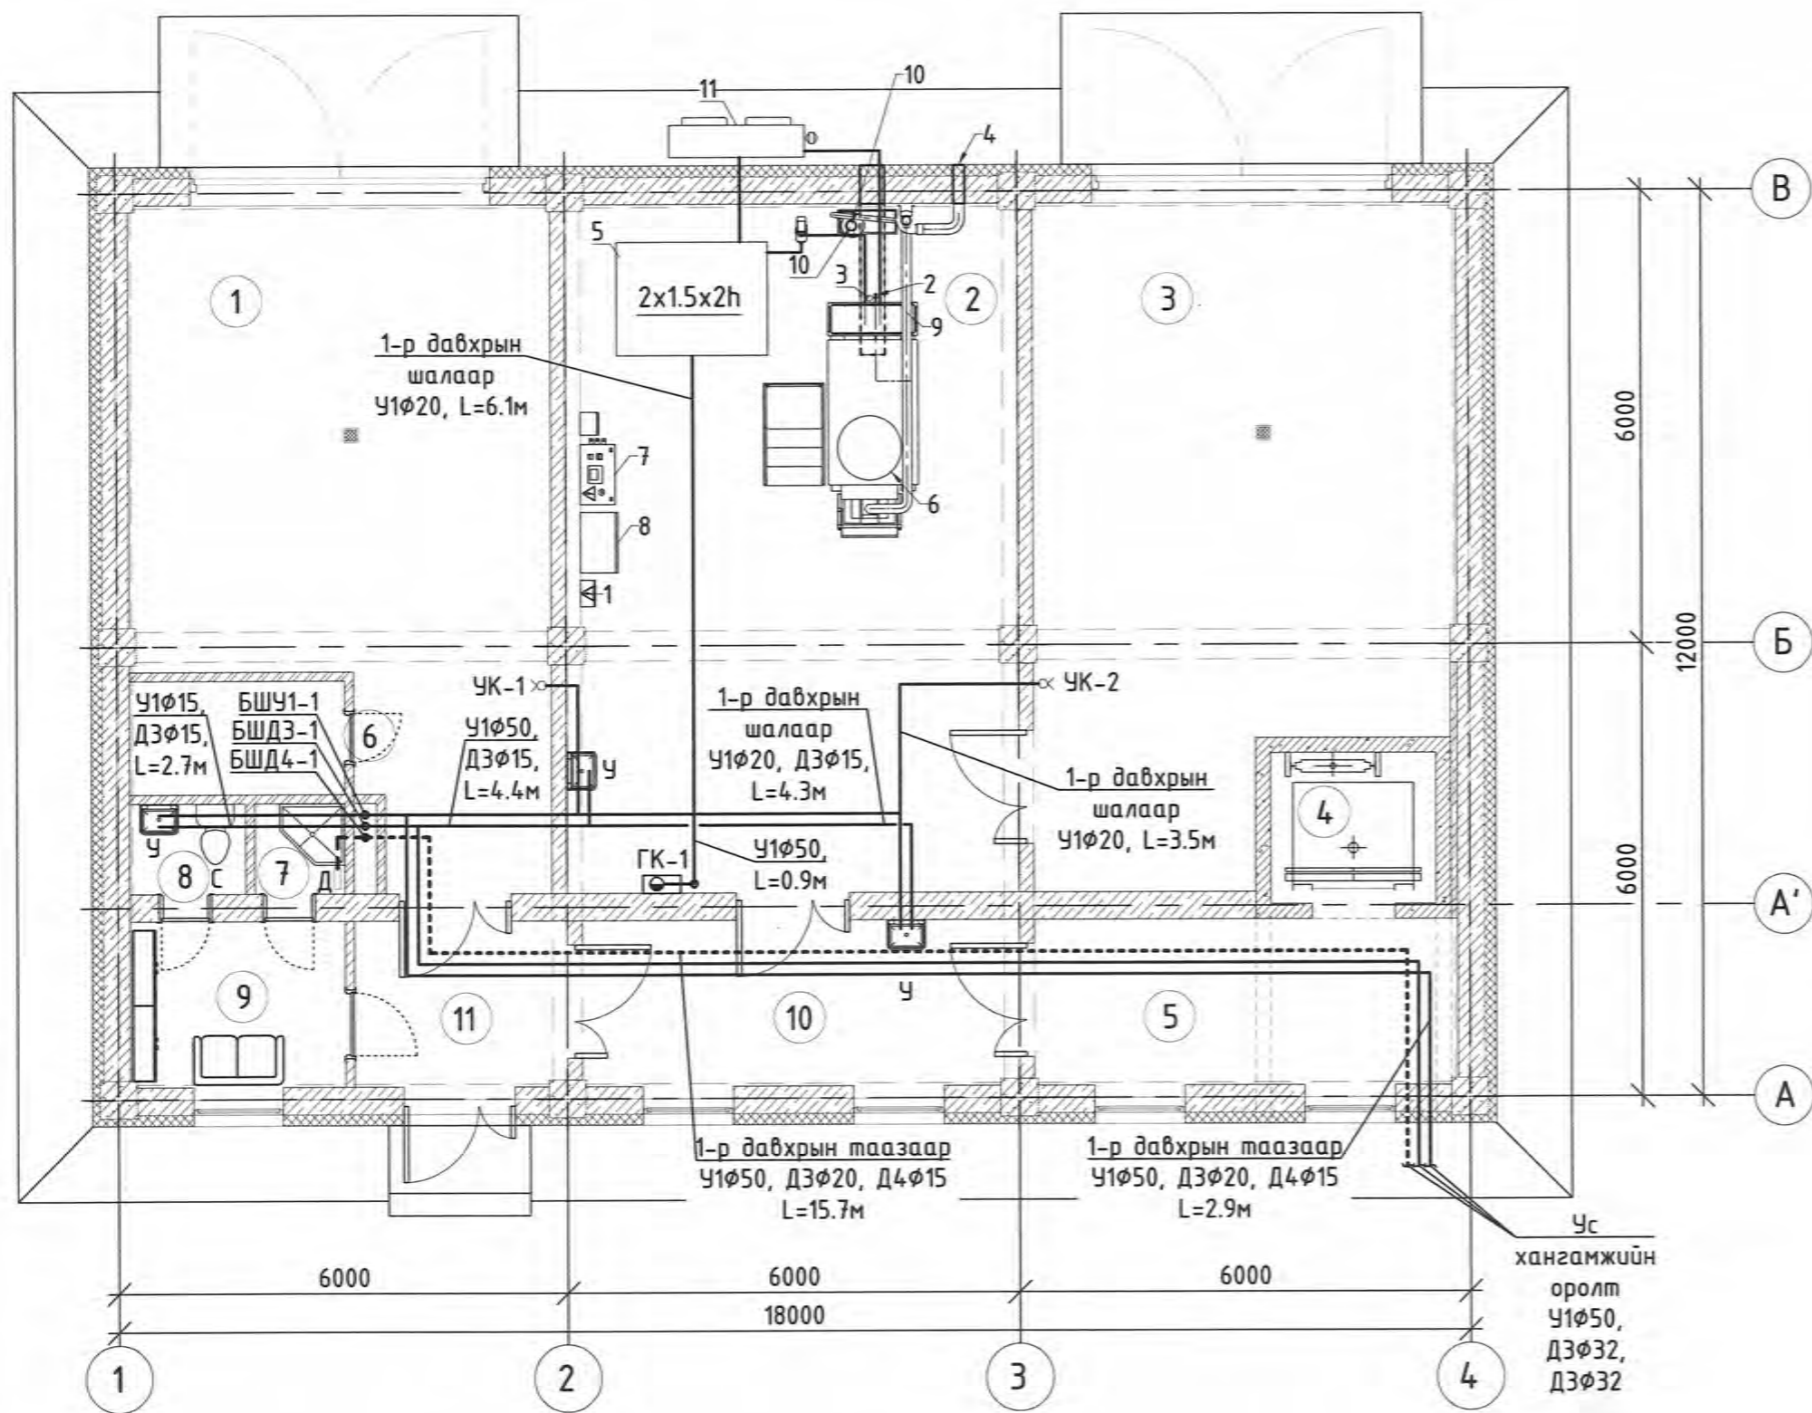 10
11
4
В
5
10
3
2
2x1.5x2h
1
2
3
9
1-р давхрын
шалаар
У1ф20, L=6.1м
6000
7
6
8
1
12000
Б
УК-1
УК-2
У1ф15,
Д3ф15,
L=2.7м
БШУ1-1
БШД3-1
БШД4-1
6
У1ф50,
Д3ф15,
L=4.4м
У
1-р давхрын
шалаар
У1ф20, Д3ф15,
L=4.3м
1-р давхрын
шалаар
У1ф20, L=3.5м
4
У
8
С
7
Д
ГК-1
У1ф50,
L=0.9м
6000
А'
9
11
10
У
5
А
1-р давхрын таазаар
У1ф50, Д3ф20, Д4ф15
L=15.7м
1-р давхрын таазаар
У1ф50, Д3ф20, Д4ф15
L=2.9м
Ус
хангамжийн
оролт
У1ф50,
Д3ф32,
Д3ф32
6000
6000
6000
18000
1
2
3
4